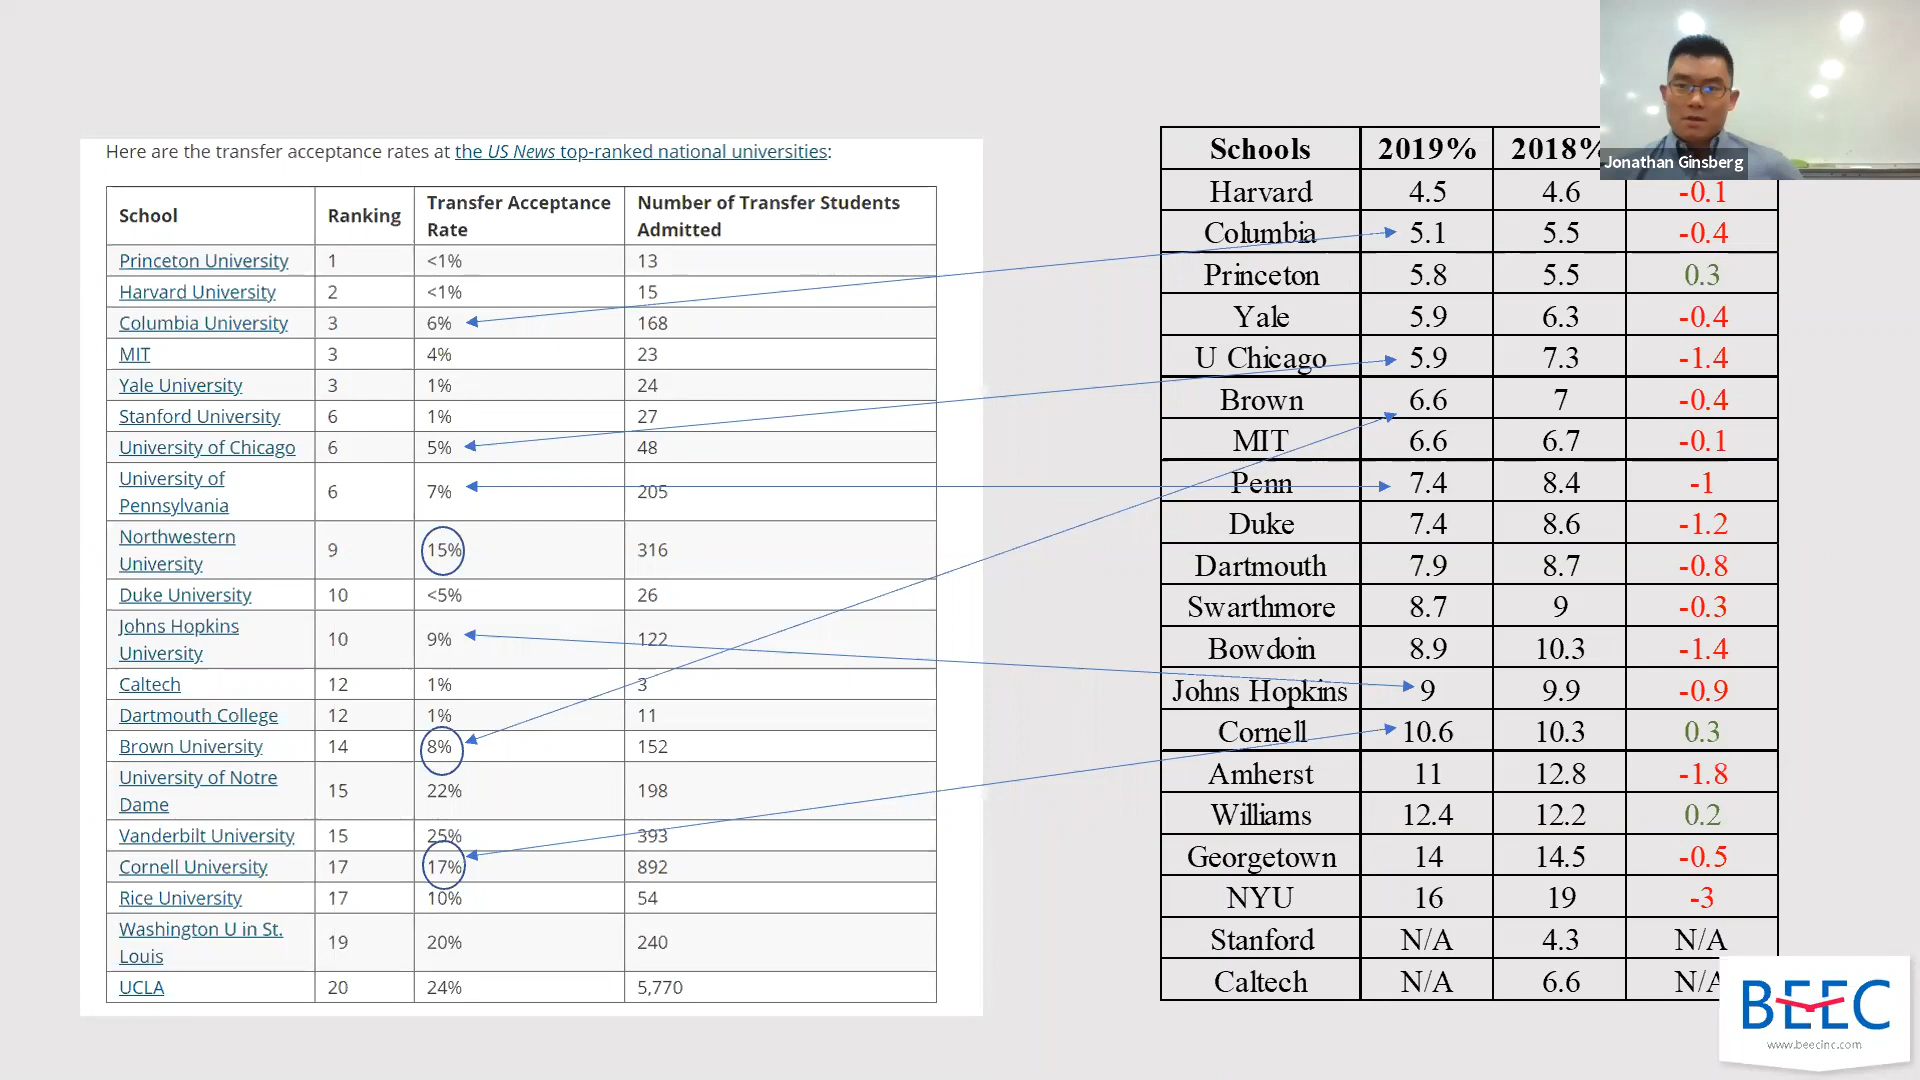 Here are the transfer acceptance rates at the US News top-ranked national universities:
School Ranking Transfer Acceptance Rate Number of Transfer Students Admitted
Princeton University 1 <1% 13
Harvard University 2 <1% 15
Columbia University 3 6% 168
MIT 3 4% 23
Yale University 3 1% 24
Stanford University 6 1% 27
University of Chicago 6 5% 48
University of Pennsylvania 6 7% 205
Northwestern University 9 15% 316
Duke University 10 <5% 26
Johns Hopkins University 10 9% 122
Caltech 12 1% 3
Dartmouth College 12 1% 11
Brown University 14 8% 152
University of Notre Dame 15 22% 198
Vanderbilt University 15 25% 393
Cornell University 17 17% 892
Rice University 17 10% 54
Washington U in St. Louis 19 20% 240
UCLA 20 24% 5,770
Schools 2019% 2018%
Harvard 4.5 4.6 -0.1
Columbia 5.1 5.5 -0.4
Princeton 5.8 5.5 0.3
Yale 5.9 6.3 -0.4
U Chicago 5.9 7.3 -1.4
Brown 6.6 7 -0.4
MIT 6.6 6.7 -0.1
Penn 7.4 8.4 -1
Duke 7.4 8.6 -1.2
Dartmouth 7.9 8.7 -0.8
Swarthmore 8.7 9 -0.3
Bowdoin 8.9 10.3 -1.4
Johns Hopkins 9 9.9 -0.9
Cornell 10.6 10.3 0.3
Amherst 11 12.8 -1.8
Williams 12.4 12.2 0.2
Georgetown 14 14.5 -0.5
NYU 16 19 -3
Stanford N/A 4.3 N/A
Caltech N/A 6.6 N/A
Jonathan Ginsberg
BEEC
www.beecinc.com